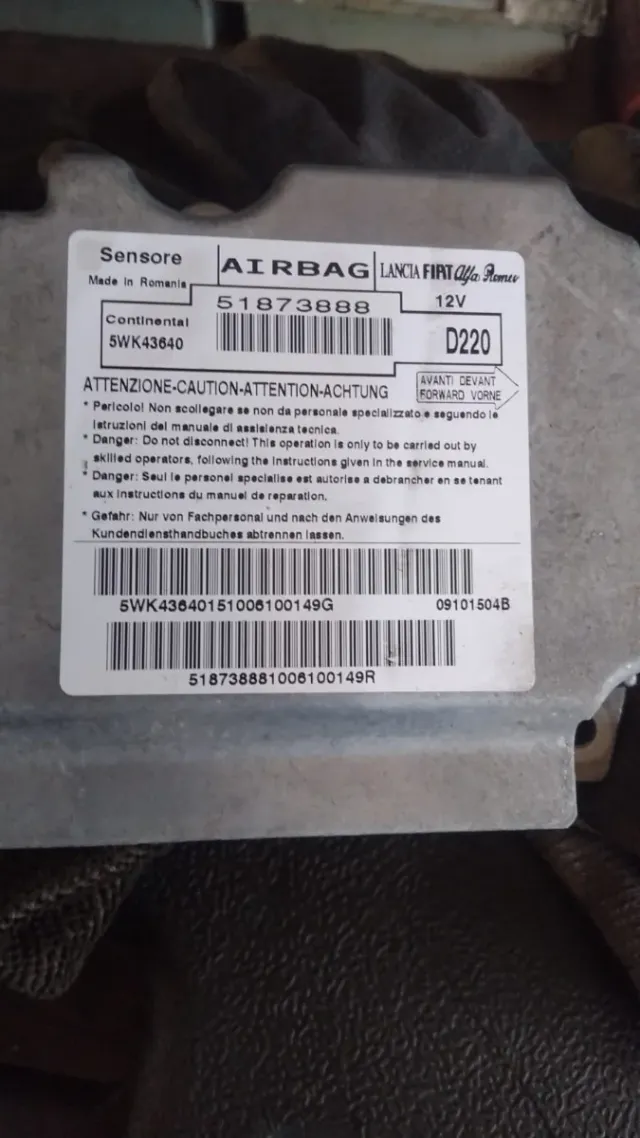 Sensore
AIRBAG
LANCIA FIAT Alfa Romeo
Made in Romania
51873888
12V
Continental
5WK43640
D220
ATTENZIONE-CAUTION-ATTENTION-ACHTUNG
AVANTI DEVANT
FORWARD VORNE
* Pericolo! Non scollegare se non da personale specializzato e seguendo le
istruzioni del manuale di assistenza tecnica.
* Danger: Do not disconnect! This operation is only to be carried out by
skilled operators, following the instructions given in the service manual.
* Danger: Seul le personel specialise est autorise a debrancher en se tenant
aux instructions du manuel de reparation.
* Gefahr: Nur von Fachpersonal und nach den Anweisungen des
Kundendiensthandbuches abtrennen lassen.
5WK43640151006100149G
09101504B
518738881006100149R